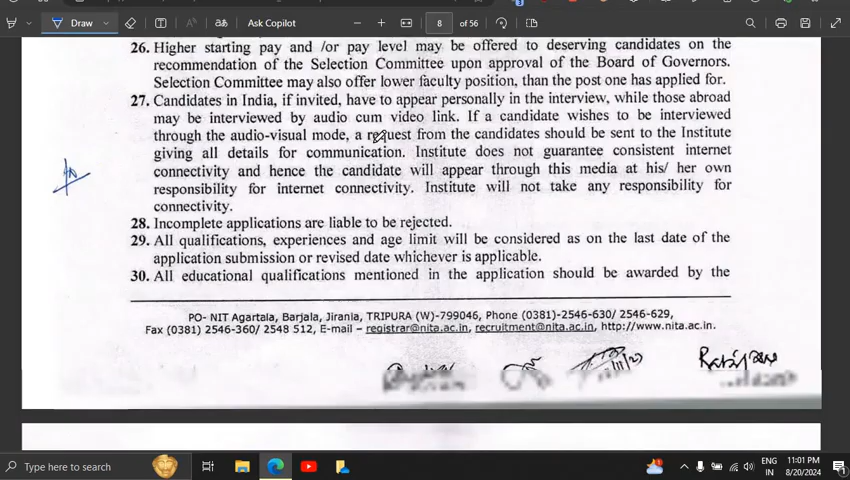 Draw
Ask Copilot
8 of 56
26. Higher starting pay and /or pay level may be offered to deserving candidates on the
recommendation of the Selection Committee upon approval of the Board of Governors.
Selection Committee may also offer lower faculty position, than the post one has applied for.
27. Candidates in India, if invited, have to appear personally in the interview, while those abroad
may be interviewed by audio cum video link. If a candidate wishes to be interviewed
through the audio-visual mode, a request from the candidates should be sent to the Institute
giving all details for communication. Institute does not guarantee consistent internet
connectivity and hence the candidate will appear through this media at his/ her own
responsibility for internet connectivity. Institute will not take any responsibility for
connectivity.
28. Incomplete applications are liable to be rejected.
29. All qualifications, experiences and age limit will be considered as on the last date of the
application submission or revised date whichever is applicable.
30. All educational qualifications mentioned in the application should be awarded by the
PO- NIT Agartala, Barjala, Jirania, TRIPURA (W)-799046, Phone (0381)-2546-630/ 2546-629,
Fax (0381) 2546-360/ 2548 512, E-mail – registrar@nita.ac.in, recruitment@nita.ac.in, http://www.nita.ac.in.
Type here to search
ENG
IN
11:01 PM
8/20/2024